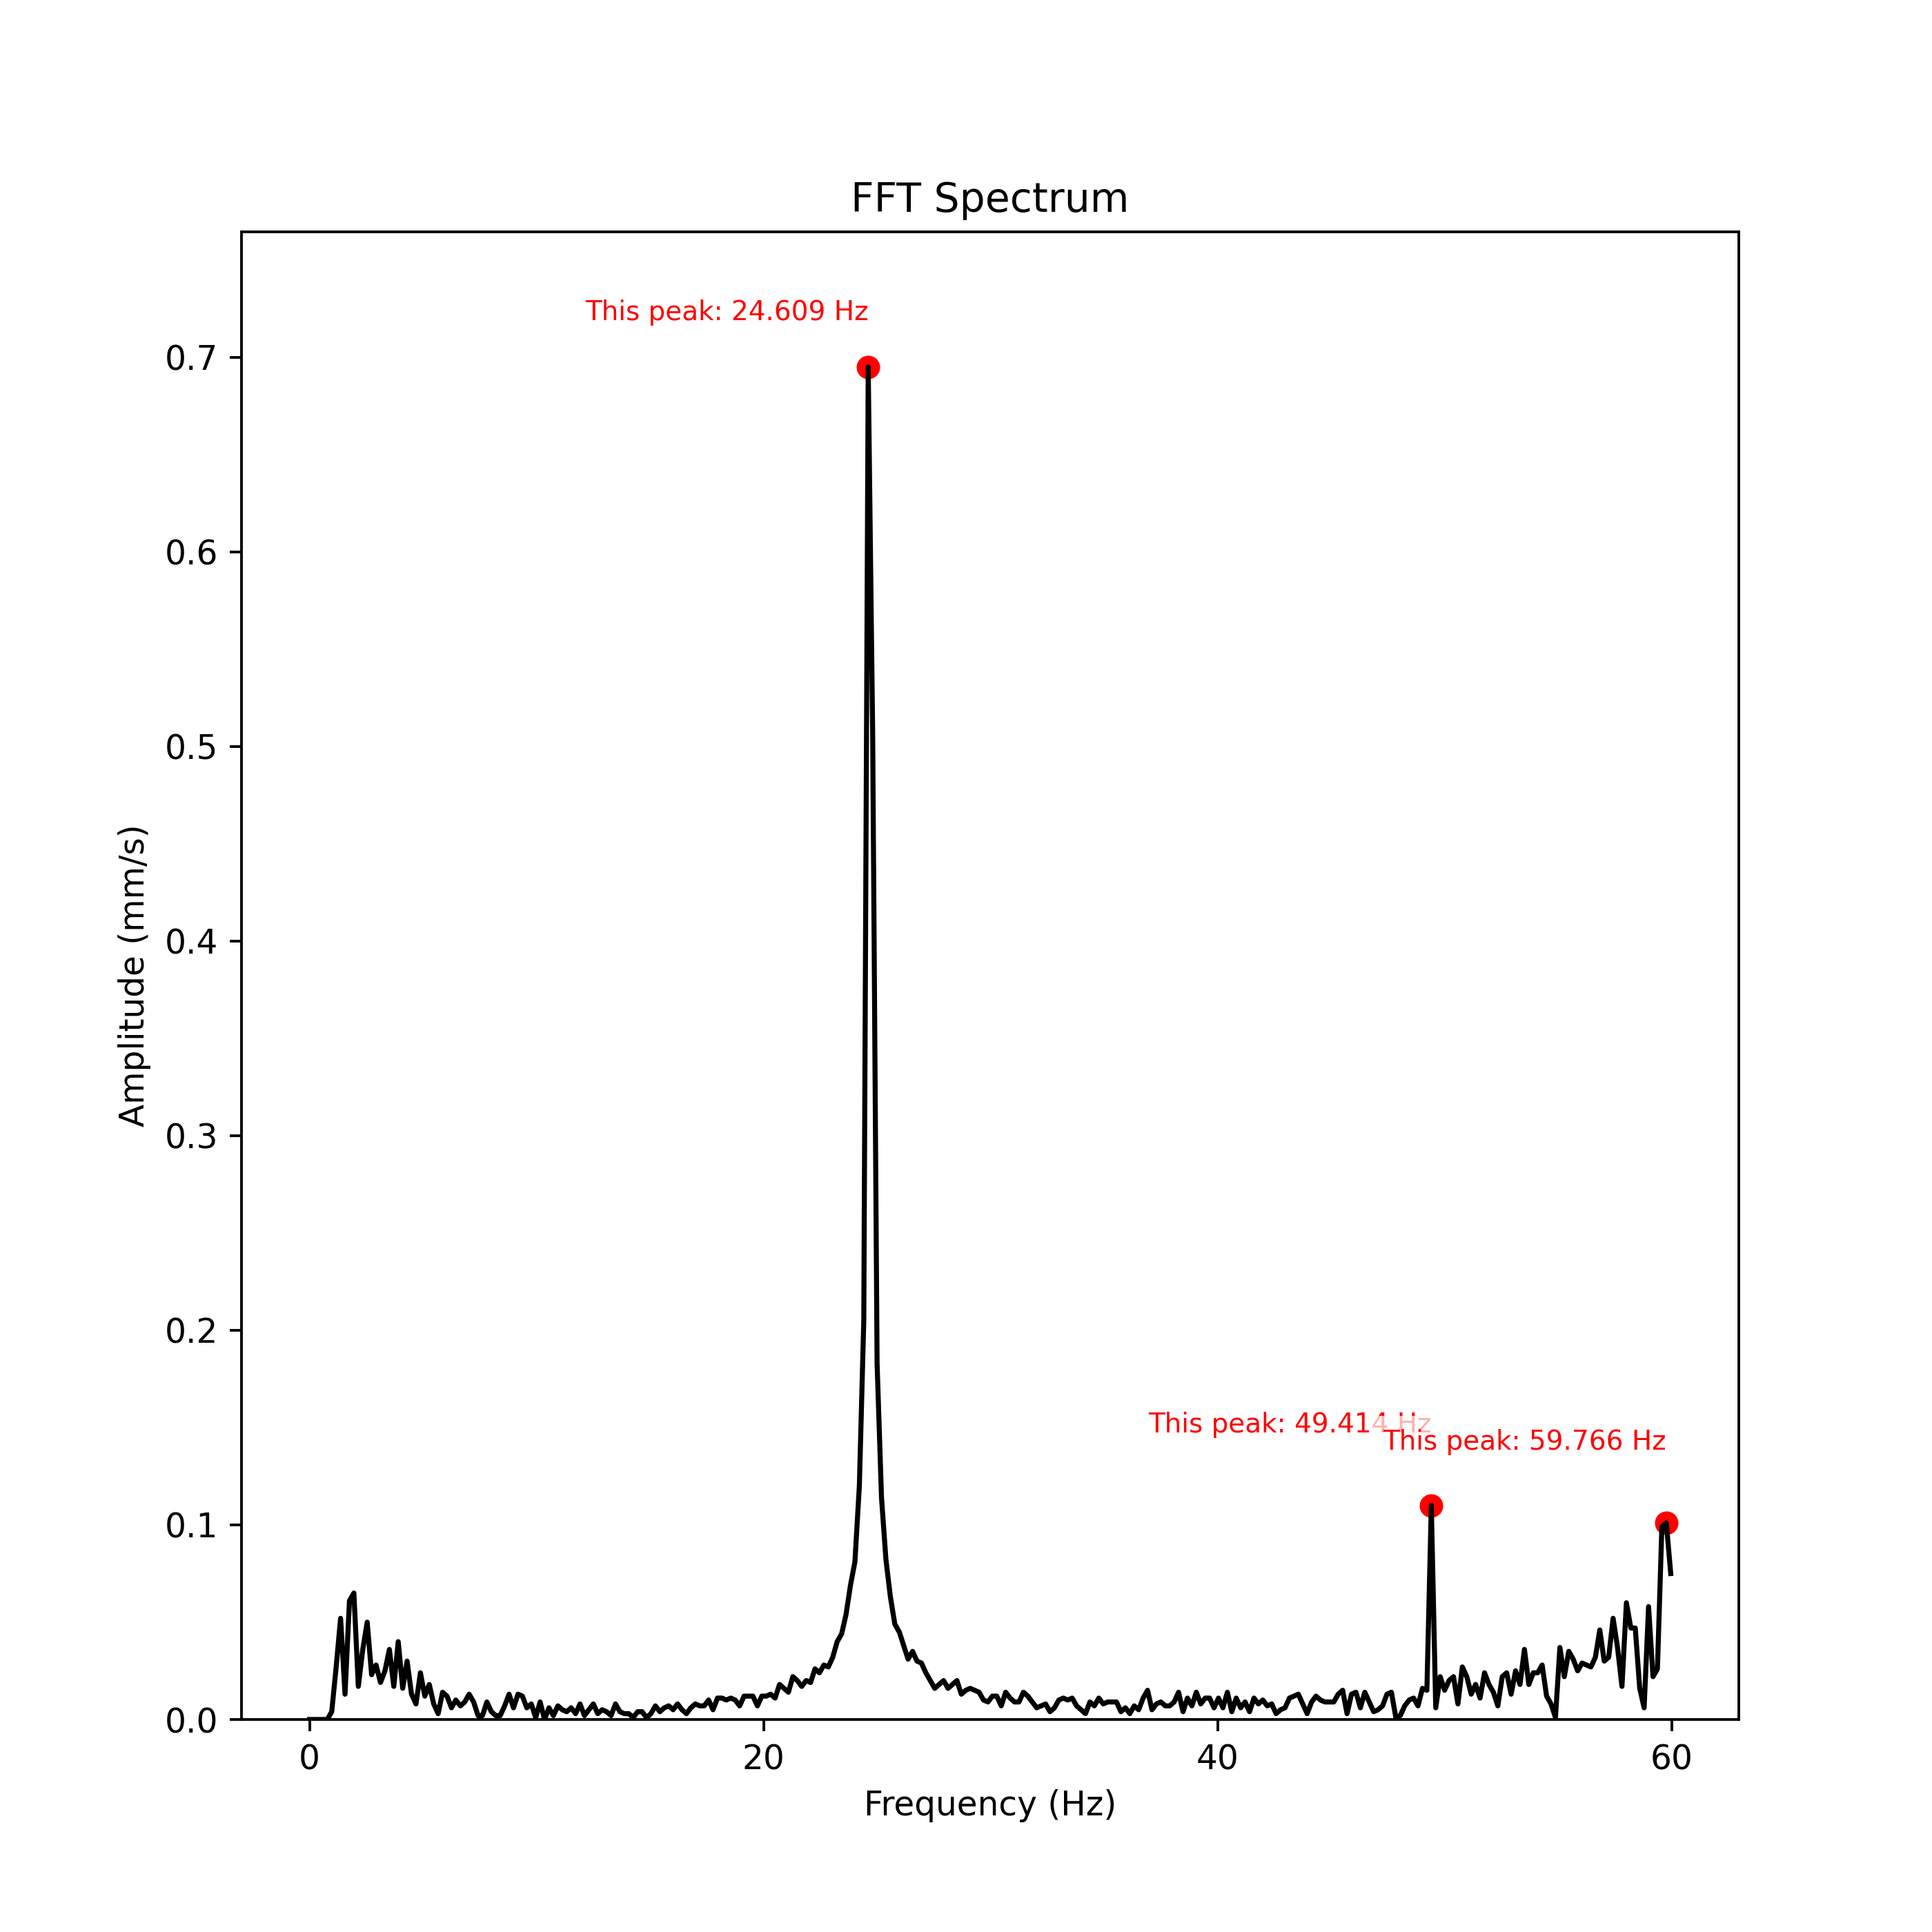 FFT Spectrum
This peak: 24.609 Hz
0.7
0.6
0.5
0.4
0.3
0.2
0.1
0.0
Amplitude (mm/s)
This peak: 49.414 Hz
This peak: 59.766 Hz
0
20
40
60
Frequency (Hz)